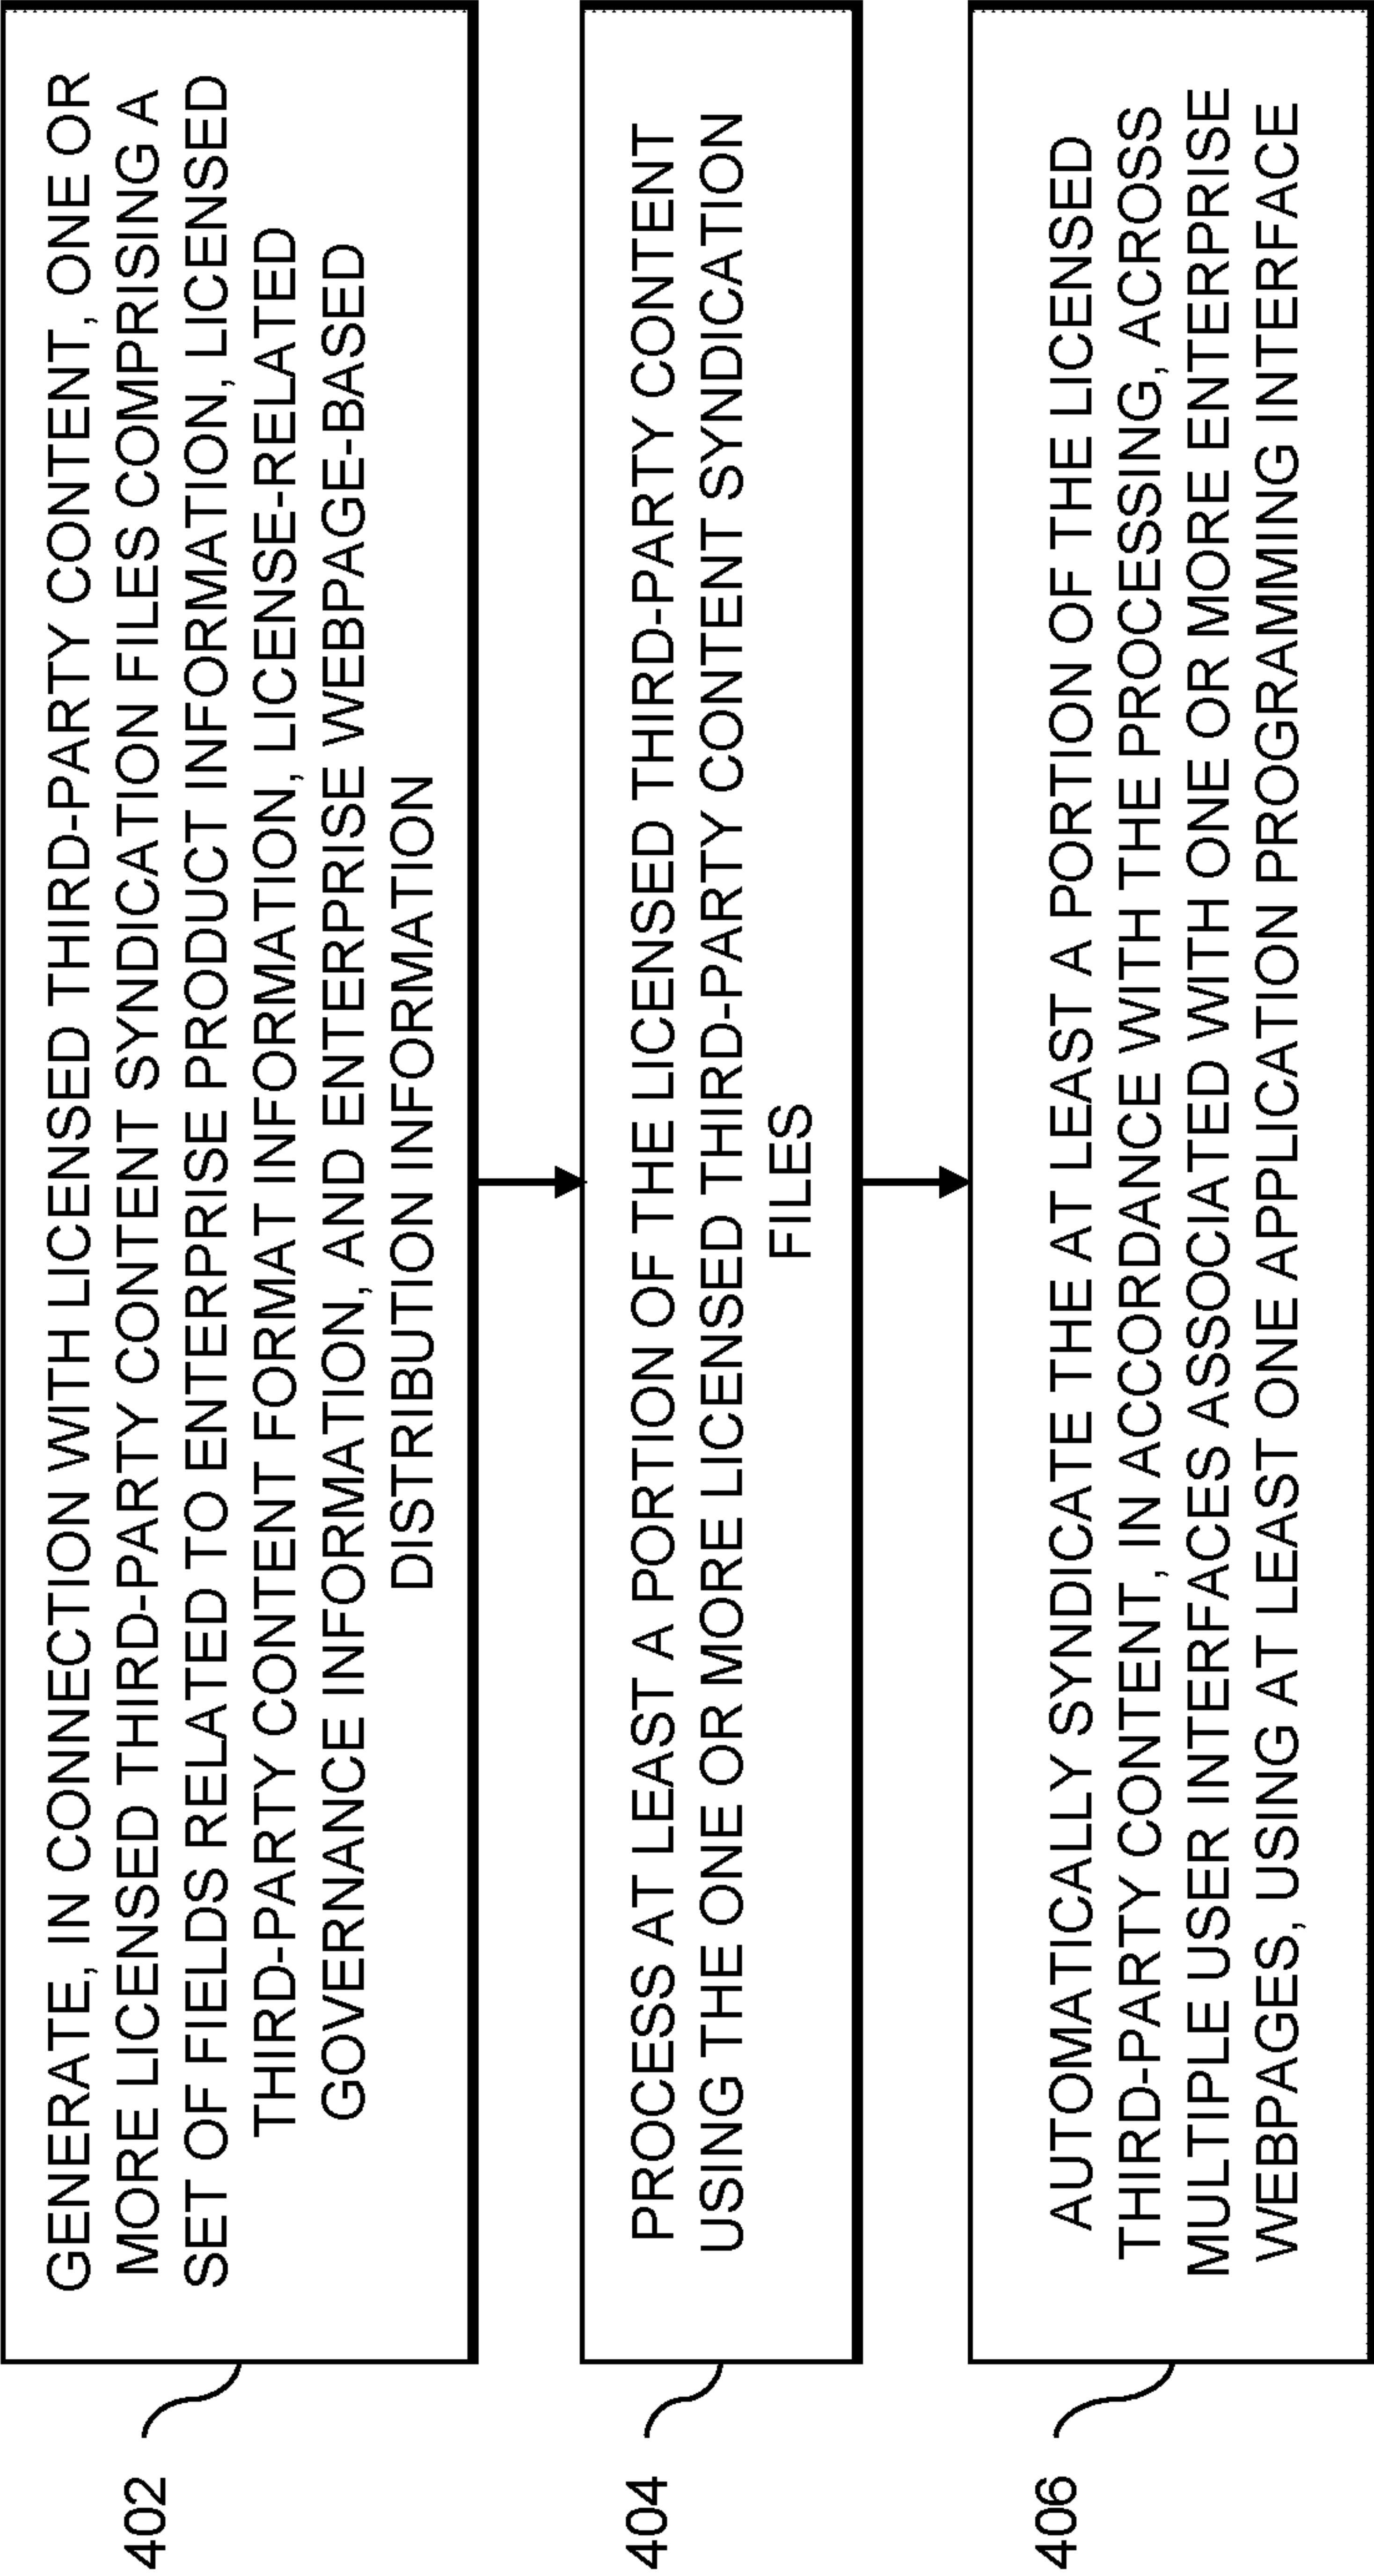 402
GENERATE, IN CONNECTION WITH LICENSED THIRD-PARTY CONTENT, ONE OR
MORE LICENSED THIRD-PARTY CONTENT SYNDICATION FILES COMPRISING A
SET OF FIELDS RELATED TO ENTERPRISE PRODUCT INFORMATION, LICENSED
THIRD-PARTY CONTENT FORMAT INFORMATION, LICENSE-RELATED
GOVERNANCE INFORMATION, AND ENTERPRISE WEBPAGE-BASED
DISTRIBUTION INFORMATION
404
PROCESS AT LEAST A PORTION OF THE LICENSED THIRD-PARTY CONTENT
USING THE ONE OR MORE LICENSED THIRD-PARTY CONTENT SYNDICATION
FILES
406
AUTOMATICALLY SYNDICATE THE AT LEAST A PORTION OF THE LICENSED
THIRD-PARTY CONTENT, IN ACCORDANCE WITH THE PROCESSING, ACROSS
MULTIPLE USER INTERFACES ASSOCIATED WITH ONE OR MORE ENTERPRISE
WEBPAGES, USING AT LEAST ONE APPLICATION PROGRAMMING INTERFACE